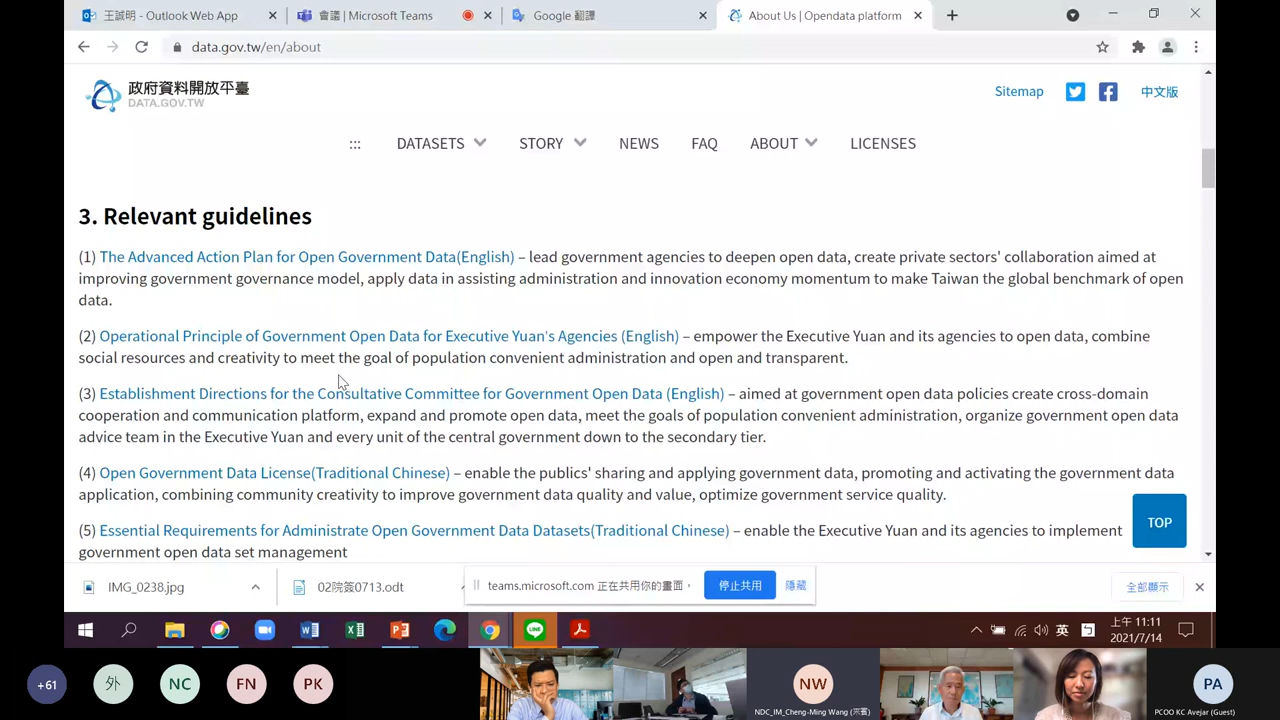 王誠明 - Outlook Web App
會議 | Microsoft Teams
Google 翻譯
About Us | Opendata platform
data.gov.tw/en/about
政府資料開放平臺
DATA.GOV.TW
Sitemap
中文版
::: DATASETS STORY NEWS FAQ ABOUT LICENSES
3. Relevant guidelines
(1) The Advanced Action Plan for Open Government Data(English) – lead government agencies to deepen open data, create private sectors' collaboration aimed at
improving government governance model, apply data in assisting administration and innovation economy momentum to make Taiwan the global benchmark of open
data.
(2) Operational Principle of Government Open Data for Executive Yuan's Agencies (English) – empower the Executive Yuan and its agencies to open data, combine
social resources and creativity to meet the goal of population convenient administration and open and transparent.
(3) Establishment Directions for the Consultative Committee for Government Open Data (English) – aimed at government open data policies create cross-domain
cooperation and communication platform, expand and promote open data, meet the goals of population convenient administration, organize government open data
advice team in the Executive Yuan and every unit of the central government down to the secondary tier.
(4) Open Government Data License(Traditional Chinese) – enable the publics' sharing and applying government data, promoting and activating the government data
application, combining community creativity to improve government data quality and value, optimize government service quality.
(5) Essential Requirements for Administrate Open Government Data Datasets(Traditional Chinese) – enable the Executive Yuan and its agencies to implement
government open data set management
TOP
IMG_0238.jpg
02院簽0713.odt
teams.microsoft.com 正在共用你的畫面。
停止共用
隱藏
全部顯示
英
上午 11:11
2021/7/14
+61
外
NC
FN
PK
NW
NDC_IM_Cheng-Ming Wang (來賓)
PA
PCOO KC Avejar (Guest)